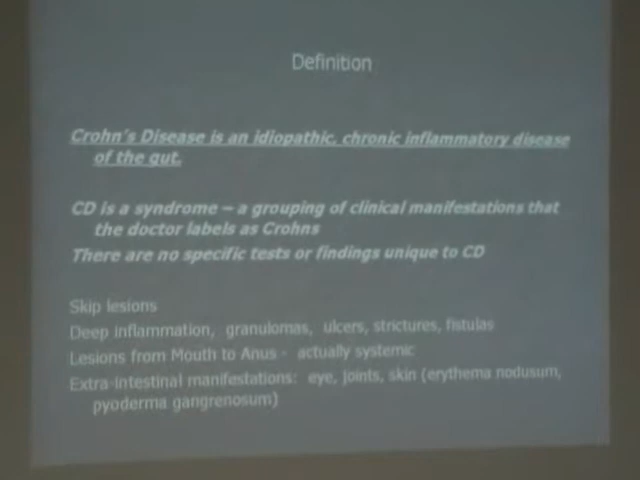 Definition
Crohn's Disease is an idiopathic, chronic inflammatory disease
of the gut.
CD is a syndrome – a grouping of clinical manifestations that
the doctor labels as Crohns
There are no specific tests or findings unique to CD
Skip lesions
Deep inflammation, granulomas, ulcers, strictures, fistulas
Lesions from Mouth to Anus - actually systemic
Extra-intestinal manifestations: eye, joints, skin (erythema nodusum,
pyoderma gangrenosum)